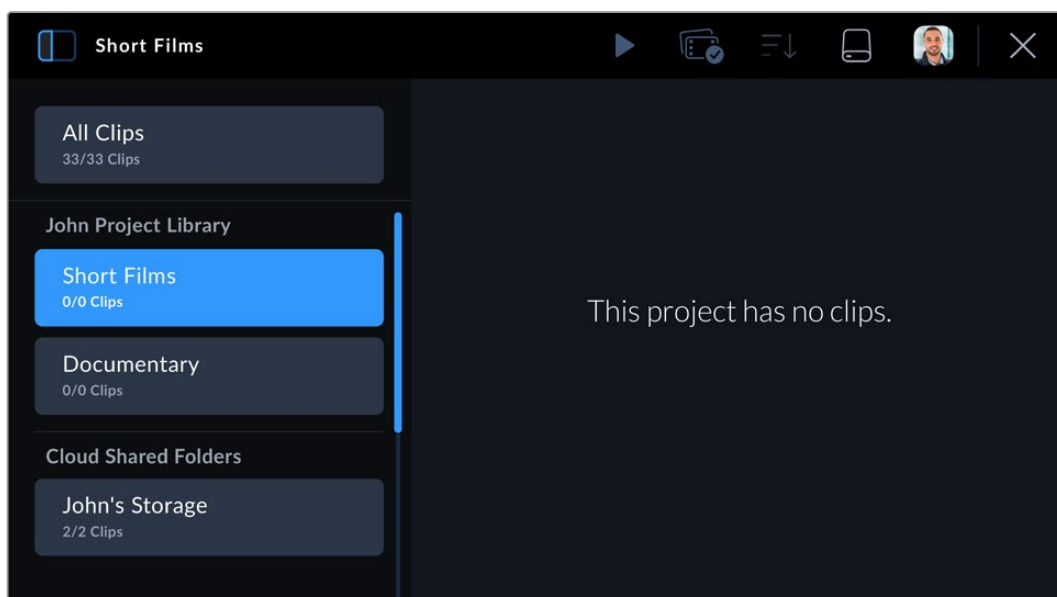 Short Films
All Clips
33/33 Clips
John Project Library
Short Films
0/0 Clips
Documentary
0/0 Clips
Cloud Shared Folders
John's Storage
2/2 Clips
This project has no clips.